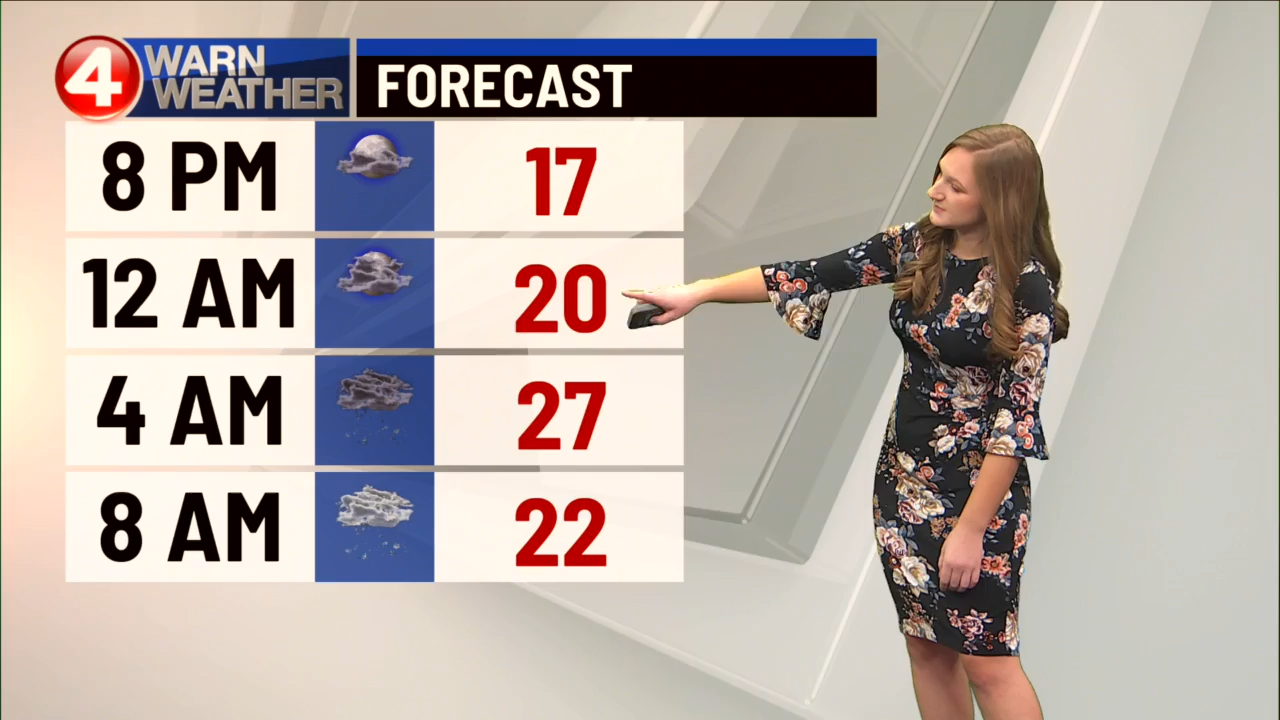 4 WARN WEATHER
FORECAST
8 PM 17
12 AM 20
4 AM 27
8 AM 22